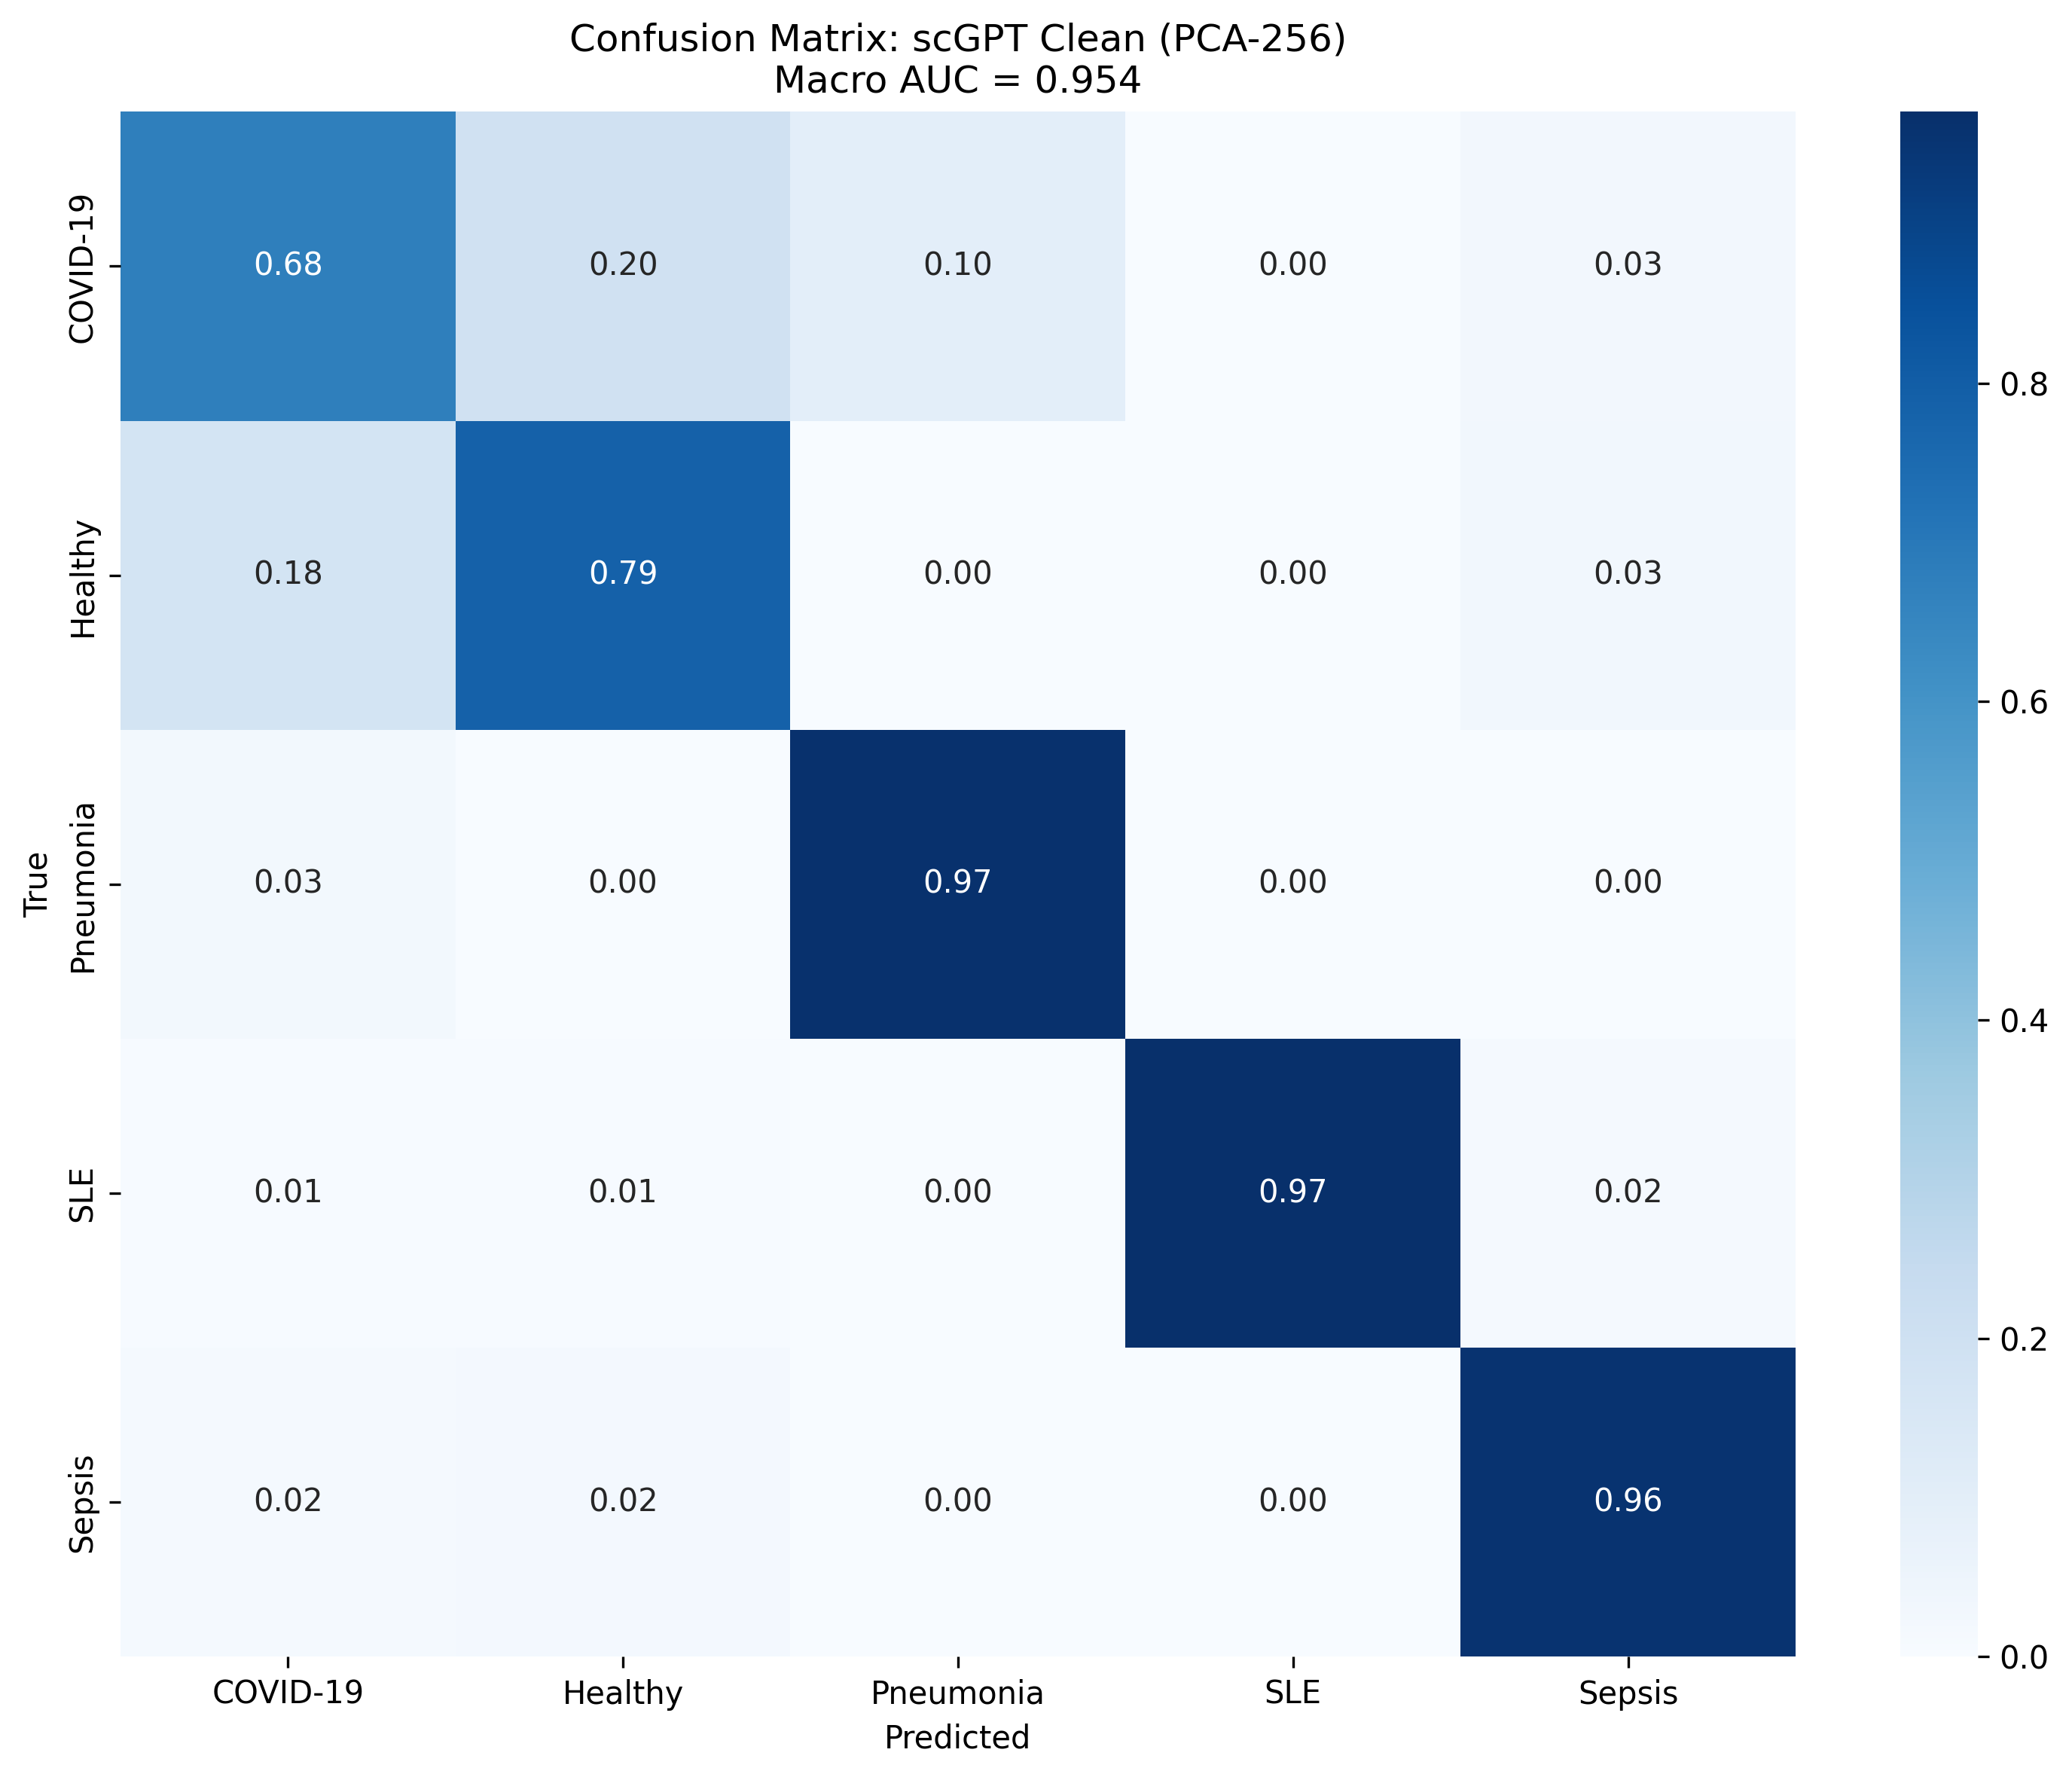 Confusion Matrix: scGPT Clean (PCA-256)
Macro AUC = 0.954
True
COVID-19
0.68 0.20 0.10 0.00 0.03
Healthy
0.18 0.79 0.00 0.00 0.03
Pneumonia
0.03 0.00 0.97 0.00 0.00
SLE
0.01 0.01 0.00 0.97 0.02
Sepsis
0.02 0.02 0.00 0.00 0.96
COVID-19 Healthy Pneumonia SLE Sepsis
Predicted
0.8
0.6
0.4
0.2
0.0